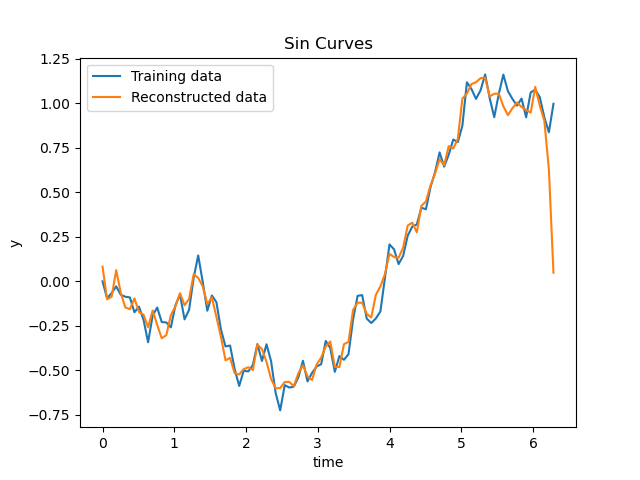 Sin Curves
Training data
Reconstructed data
1.25
1.00
0.75
0.50
0.25
0.00
−0.25
−0.50
−0.75
y
0 1 2 3 4 5 6
time